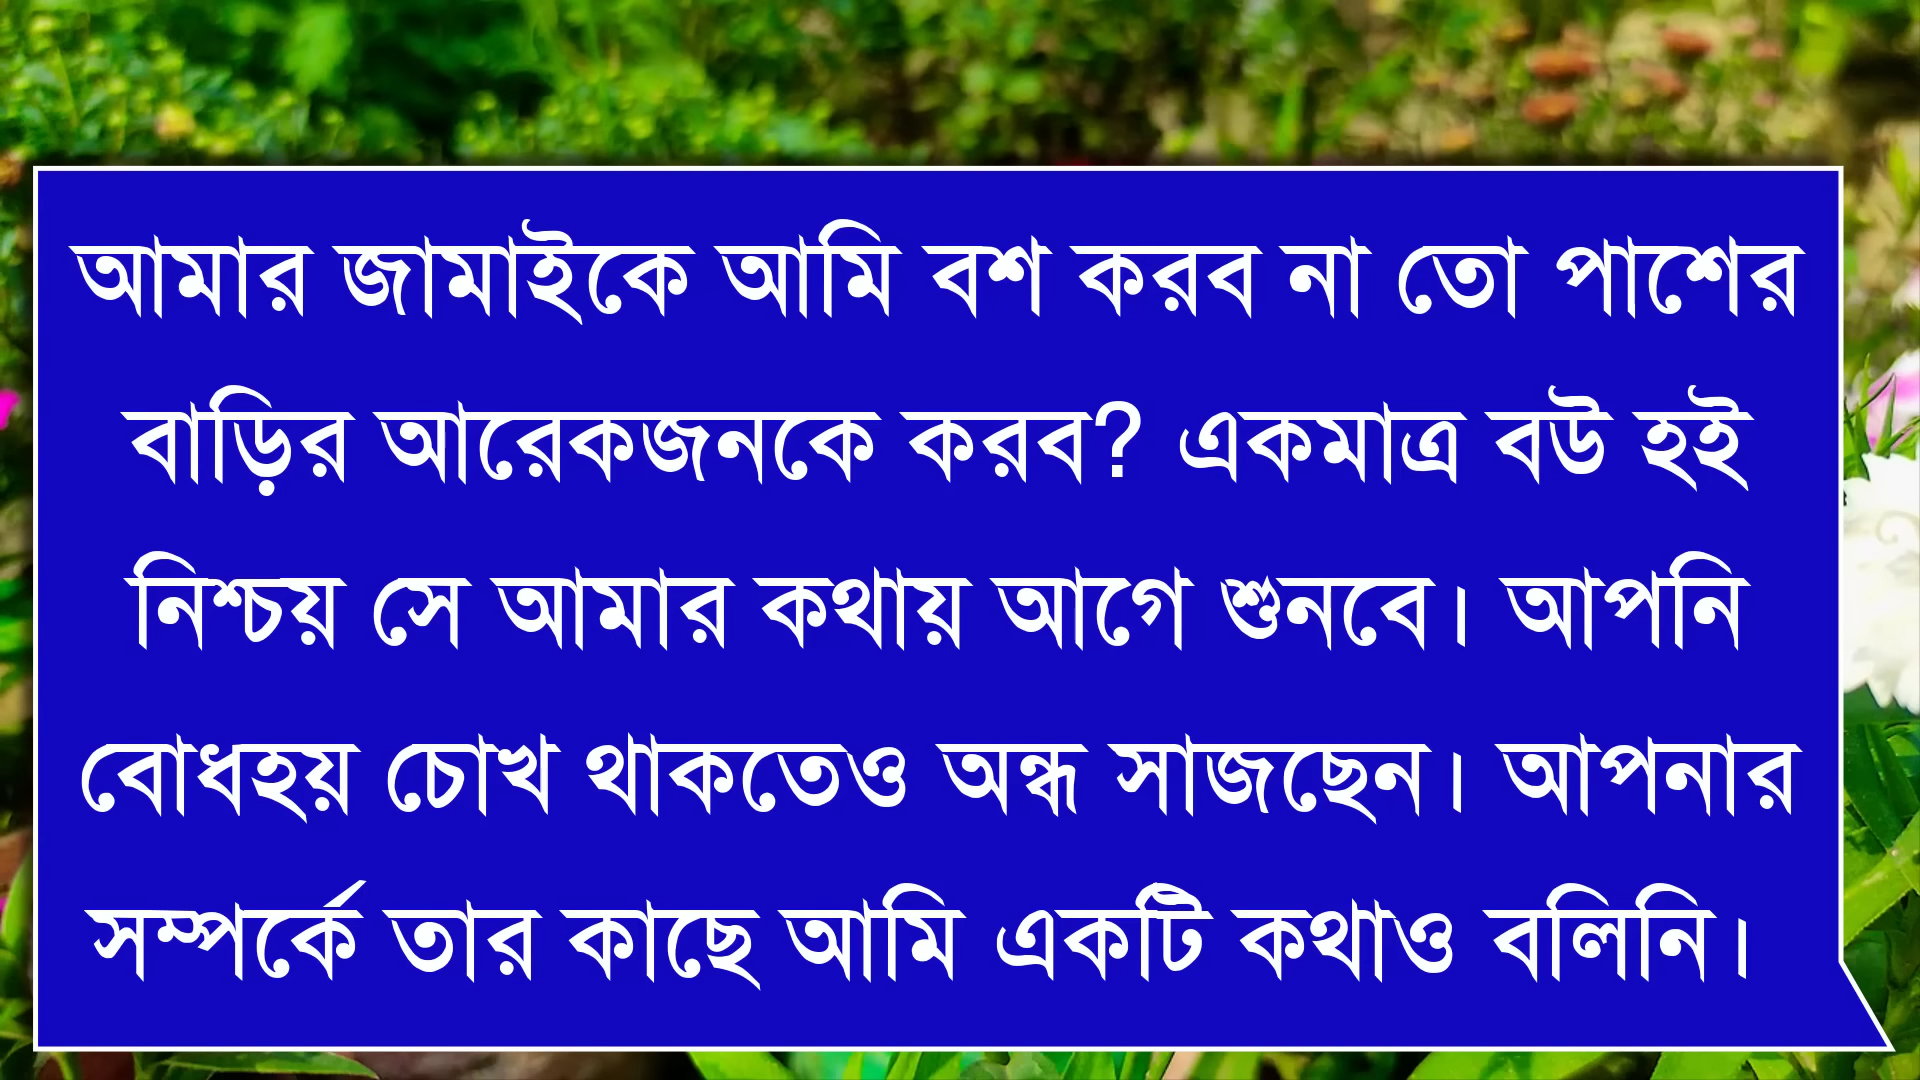 আমার জামাইকে আমি বশ করব না তো পাশের
বাড়ির আরেকজনকে করব? একমাত্র বউ হই
নিশ্চয় সে আমার কথায় আগে শুনবে। আপনি
বোধহয় চোখ থাকতেও অন্ধ সাজছেন। আপনার
সম্পর্কে তার কাছে আমি একটি কথাও বলিনি।